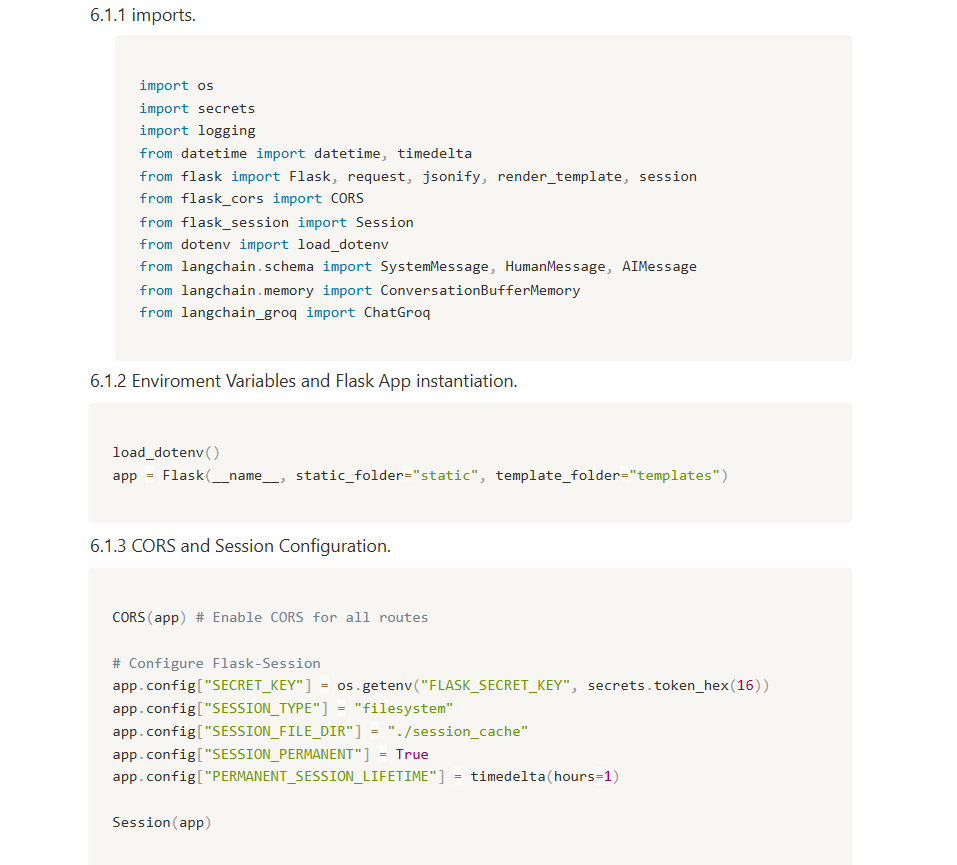 6.1.1 imports.
import os
import secrets
import logging
from datetime import datetime, timedelta
from flask import Flask, request, jsonify, render_template, session
from flask_cors import CORS
from flask_session import Session
from dotenv import load_dotenv
from langchain.schema import SystemMessage, HumanMessage, AIMessage
from langchain.memory import ConversationBufferMemory
from langchain_groq import ChatGroq
6.1.2 Enviroment Variables and Flask App instantiation.
load_dotenv()
app = Flask(__name__, static_folder="static", template_folder="templates")
6.1.3 CORS and Session Configuration.
CORS(app) # Enable CORS for all routes
# Configure Flask-Session
app.config["SECRET_KEY"] = os.getenv("FLASK_SECRET_KEY", secrets.token_hex(16))
app.config["SESSION_TYPE"] = "filesystem"
app.config["SESSION_FILE_DIR"] = "./session_cache"
app.config["SESSION_PERMANENT"] = True
app.config["PERMANENT_SESSION_LIFETIME"] = timedelta(hours=1)
Session(app)